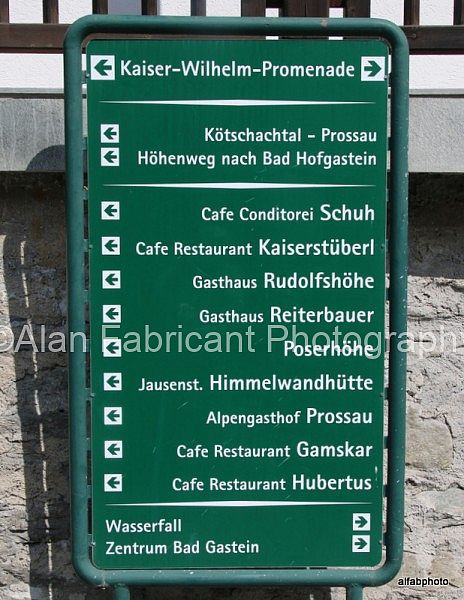 Kaiser-Wilhelm-Promenade
Kötschachtal - Prossau
Höhenweg nach Bad Hofgastein
Cafe Conditorei Schuh
Cafe Restaurant Kaiserstüberl
Gasthaus Rudolfshöhe
Gasthaus Reiterbauer
©Alan Fabricant Photography
Poserhöhe
Jausenst. Himmelwandhütte
Alpengasthof Prossau
Cafe Restaurant Gamskar
Cafe Restaurant Hubertus
Wasserfall
Zentrum Bad Gastein
alfabphoto